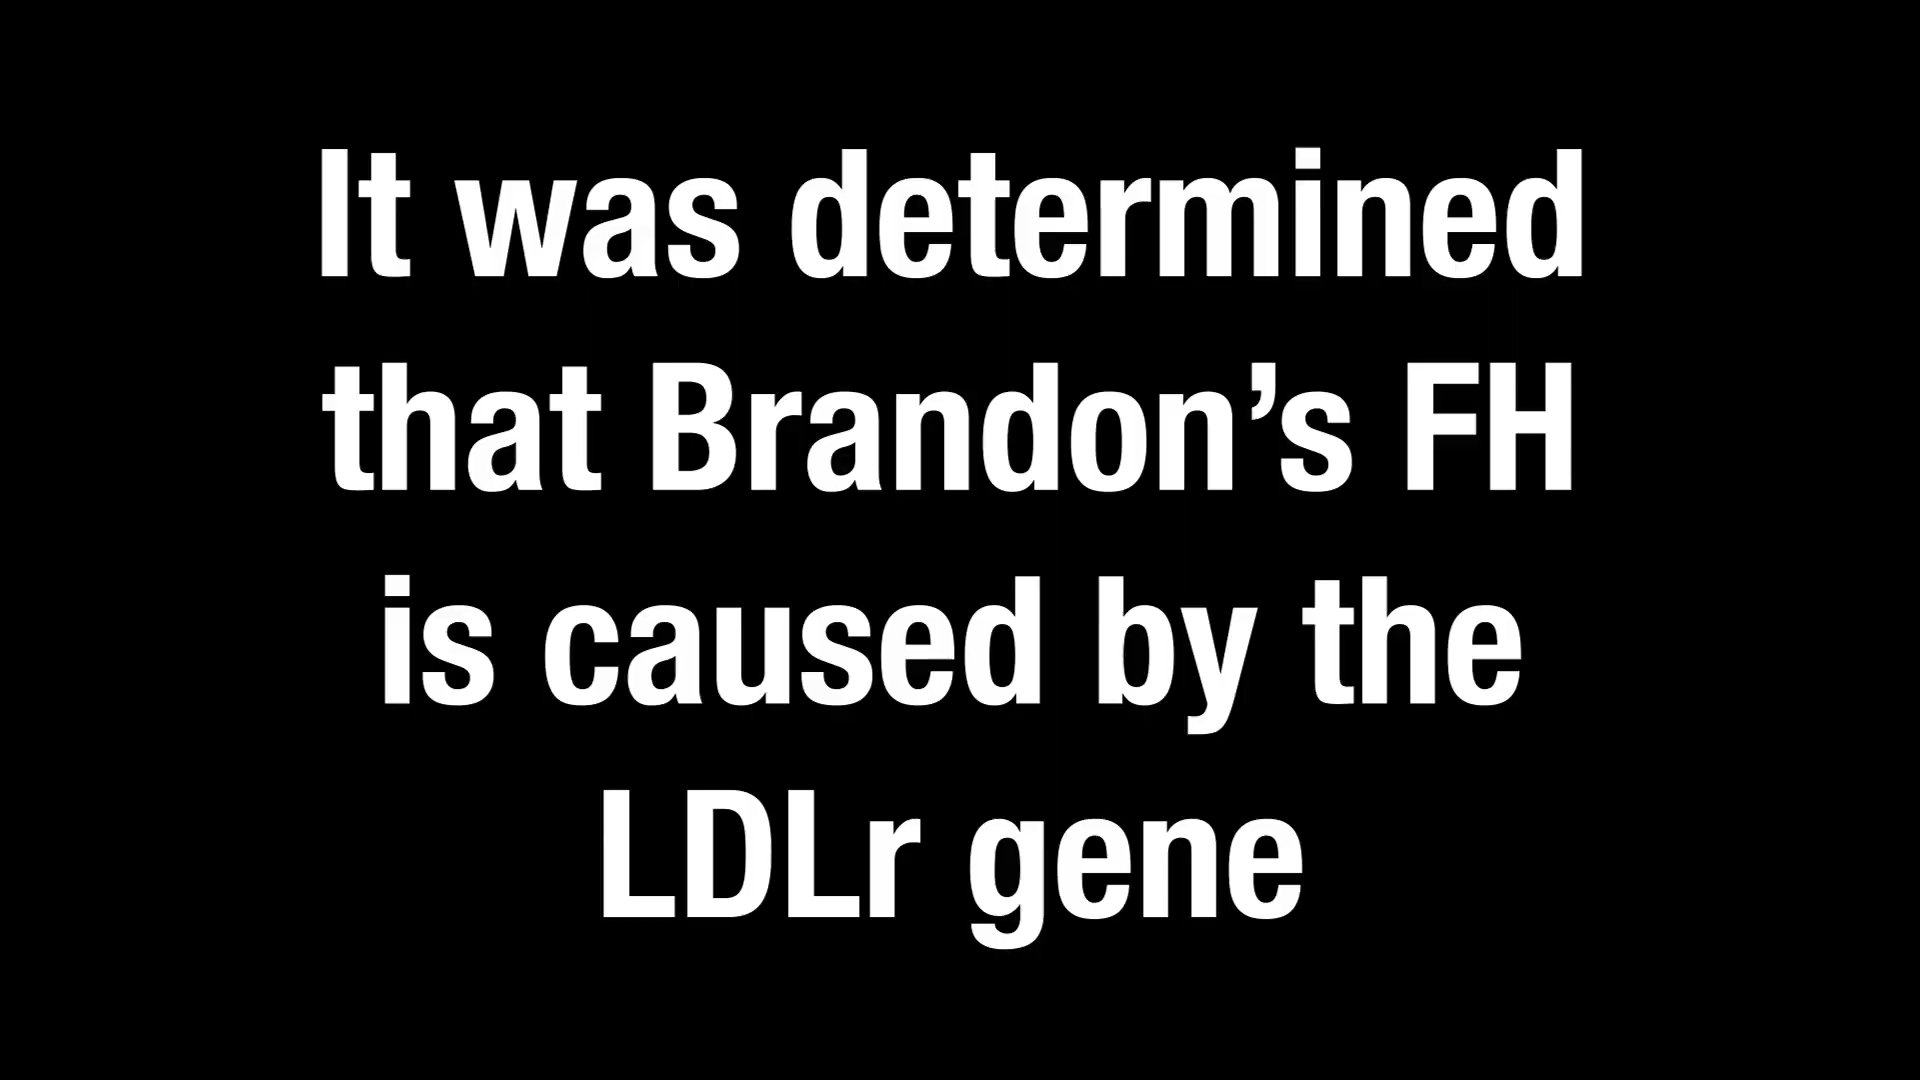 It was determined
that Brandon’s FH
is caused by the
LDLr gene